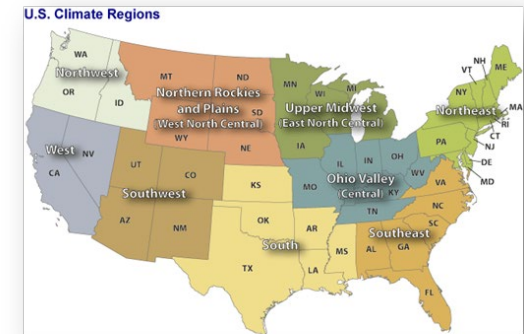 U.S. Climate Regions
WA
OR
ID
Northwest
MT
ND
SD
WY
NE
Northern Rockies
and Plains
(West North Central)
MN
WI
MI
IA
Upper Midwest
(East North Central)
VT
NH
ME
NY
MA
RI
CT
PA
NJ
DE
MD
Northeast
West
CA
NV
UT
CO
AZ
NM
Southwest
KS
OK
TX
AR
LA
MS
South
IL
IN
OH
WV
MO
KY
TN
Ohio Valley
(Central)
VA
NC
SC
AL
GA
FL
Southeast